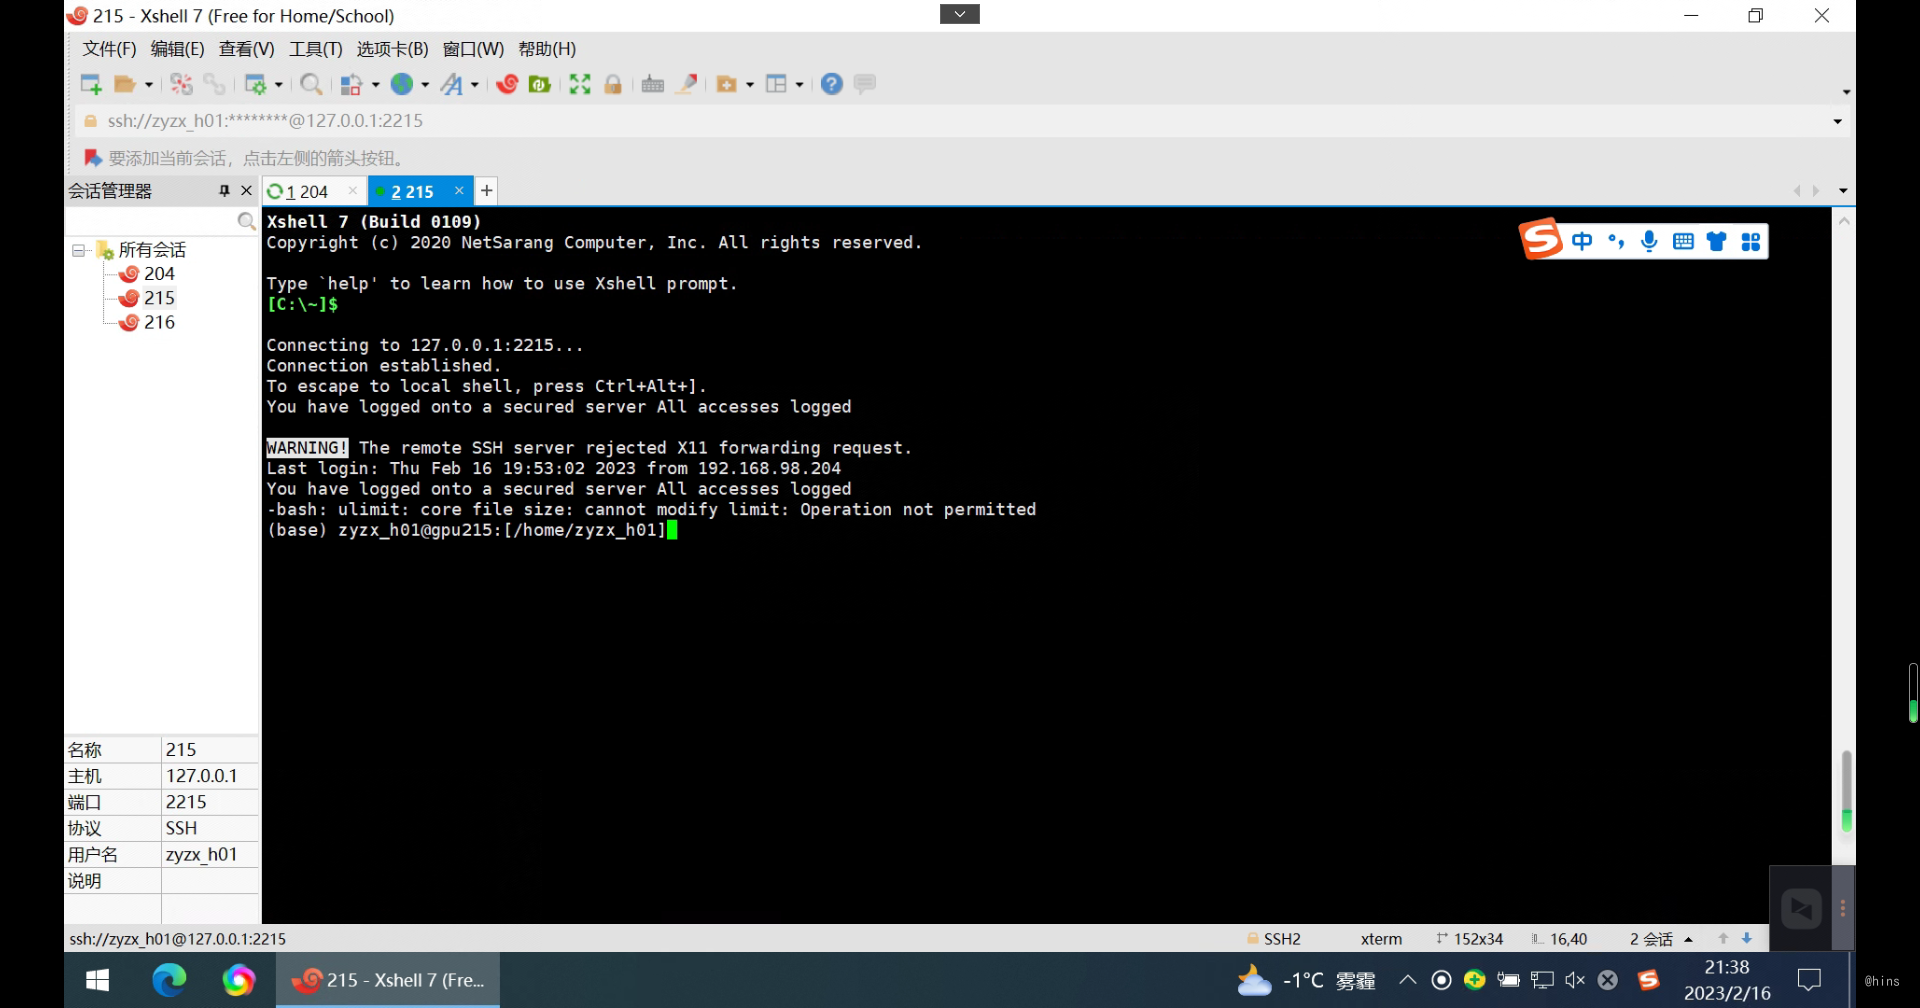 215 - Xshell 7 (Free for Home/School)
文件(F) 编辑(E) 查看(V) 工具(T) 选项卡(B) 窗口(W) 帮助(H)
ssh://zyzx_h01:********@127.0.0.1:2215
要添加当前会话，点击左侧的箭头按钮。
会话管理器
1 204
2 215
所有会话
204
215
216
Xshell 7 (Build 0109)
Copyright (c) 2020 NetSarang Computer, Inc. All rights reserved.
Type `help' to learn how to use Xshell prompt.
[C:\~]$
Connecting to 127.0.0.1:2215...
Connection established.
To escape to local shell, press Ctrl+Alt+].
You have logged onto a secured server All accesses logged
WARNING! The remote SSH server rejected X11 forwarding request.
Last login: Thu Feb 16 19:53:02 2023 from 192.168.98.204
You have logged onto a secured server All accesses logged
-bash: ulimit: core file size: cannot modify limit: Operation not permitted
(base) zyzx_h01@gpu215:[/home/zyzx_h01]
中
名称 215
主机 127.0.0.1
端口 2215
协议 SSH
用户名 zyzx_h01
说明
ssh://zyzx_h01@127.0.0.1:2215
SSH2 xterm 152x34 16,40 2 会话
215 - Xshell 7 (Fre...
-1°C 雾霾
21:38
2023/2/16
@hins